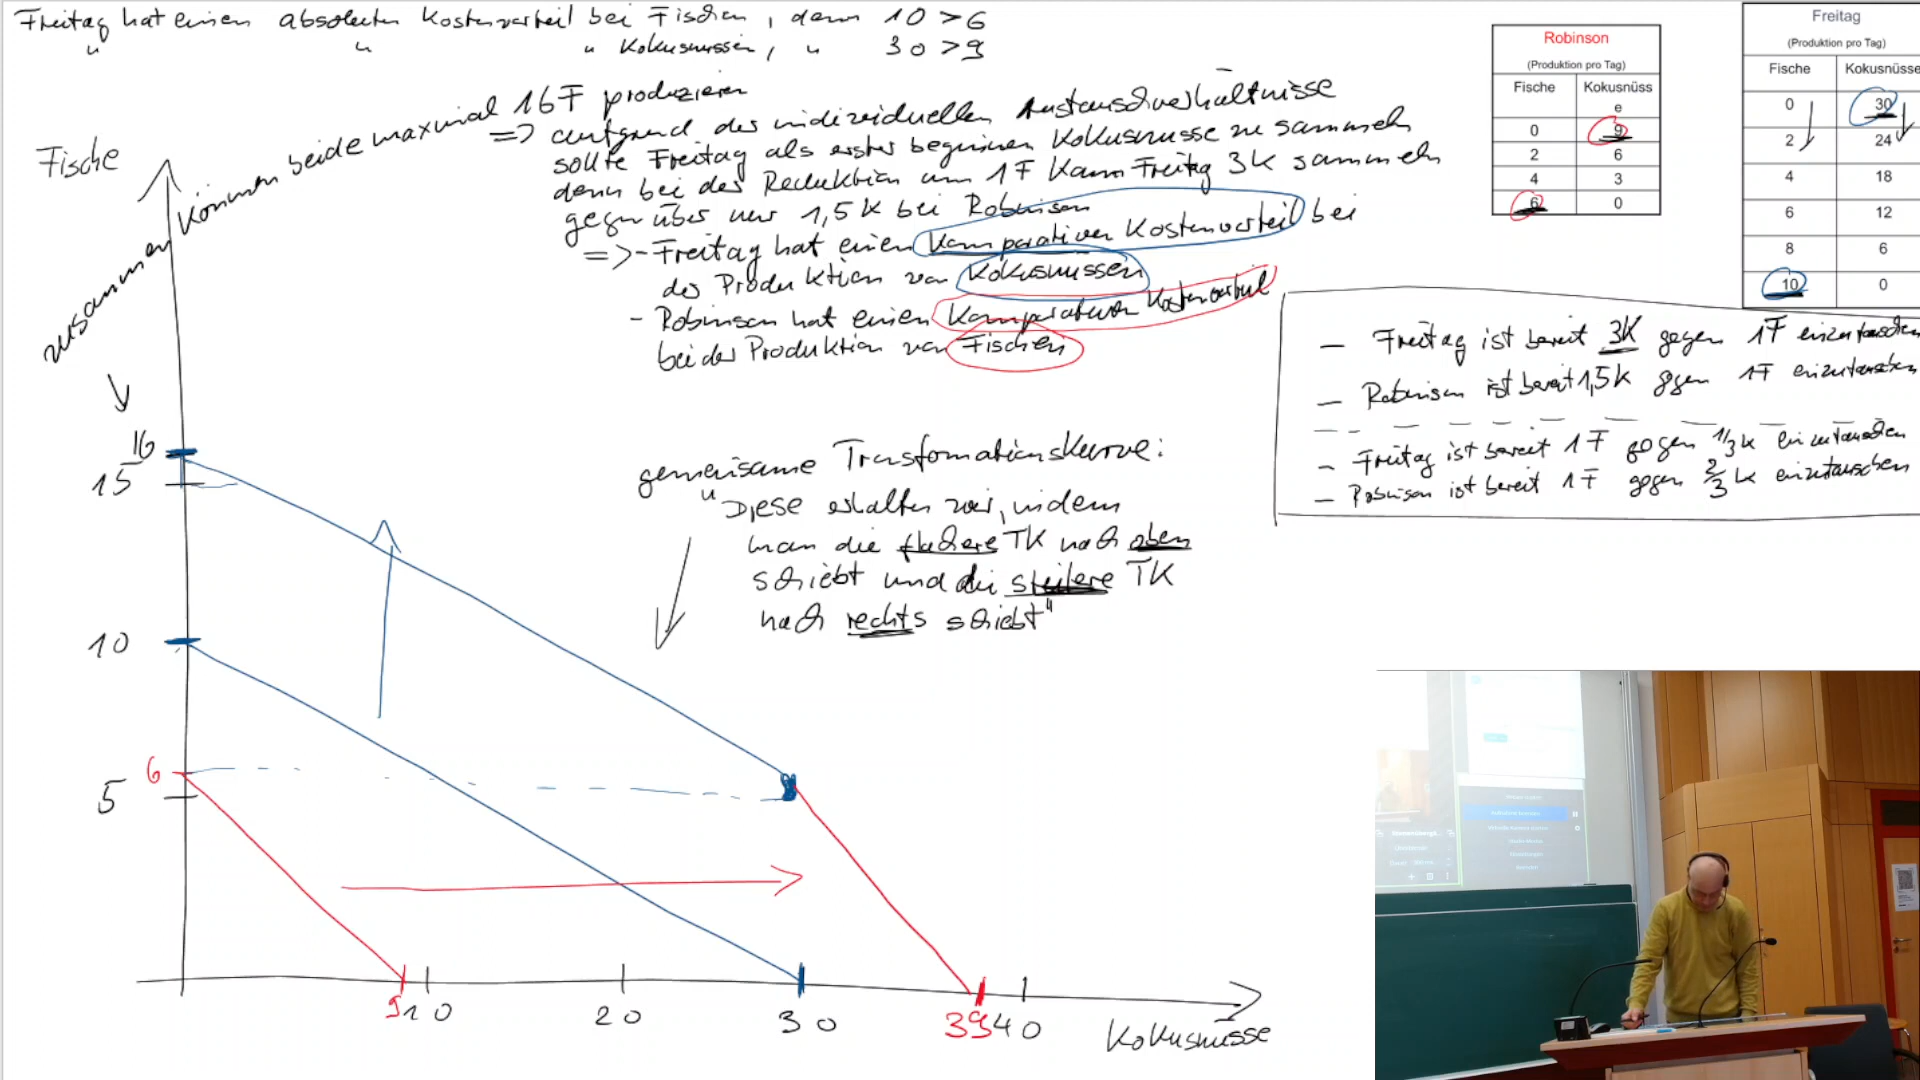 Freitag hat einen absoluten Kostenvorteil bei Fischen, denn 10 > 6
" " " Kokusnüssen, " 30 > 9
zusammen können beide maximal 16 F produzieren
=> aufgrund der individuellen Austauschverhältnisse
sollte Freitag als erster beginnen Kokusnüsse zu sammeln
denn bei der Reduktion um 1F kann Freitag 3K sammeln
gegenüber nur 1,5 K bei Robinson
=> - Freitag hat einen komparativen Kostenvorteil bei
der Produktion von Kokusnüssen
- Robinson hat einen komparativen Kostenvorteil
bei der Produktion von Fischen
Robinson
(Produktion pro Tag)
Fische Kokusnüss
e
0 9
2 6
4 3
6 0
Freitag
(Produktion pro Tag)
Fische Kokusnüsse
0 30
2 24
4 18
6 12
8 6
10 0
- Freitag ist bereit 3K gegen 1F einzutauschen
- Robinson ist bereit 1,5K gegen 1F einzutauschen
- Freitag ist bereit 1F gegen 1/3 K einzutauschen
- Robinson ist bereit 1F gegen 2/3 K einzutauschen
gemeinsame Transformationskurve:
"Diese erhalten wir, indem
man die flachere TK nach oben
schiebt und die steilere TK
nach rechts schiebt"
Fische
16
15
10
6
5
9 10 20 30 39 40
Kokusnüsse